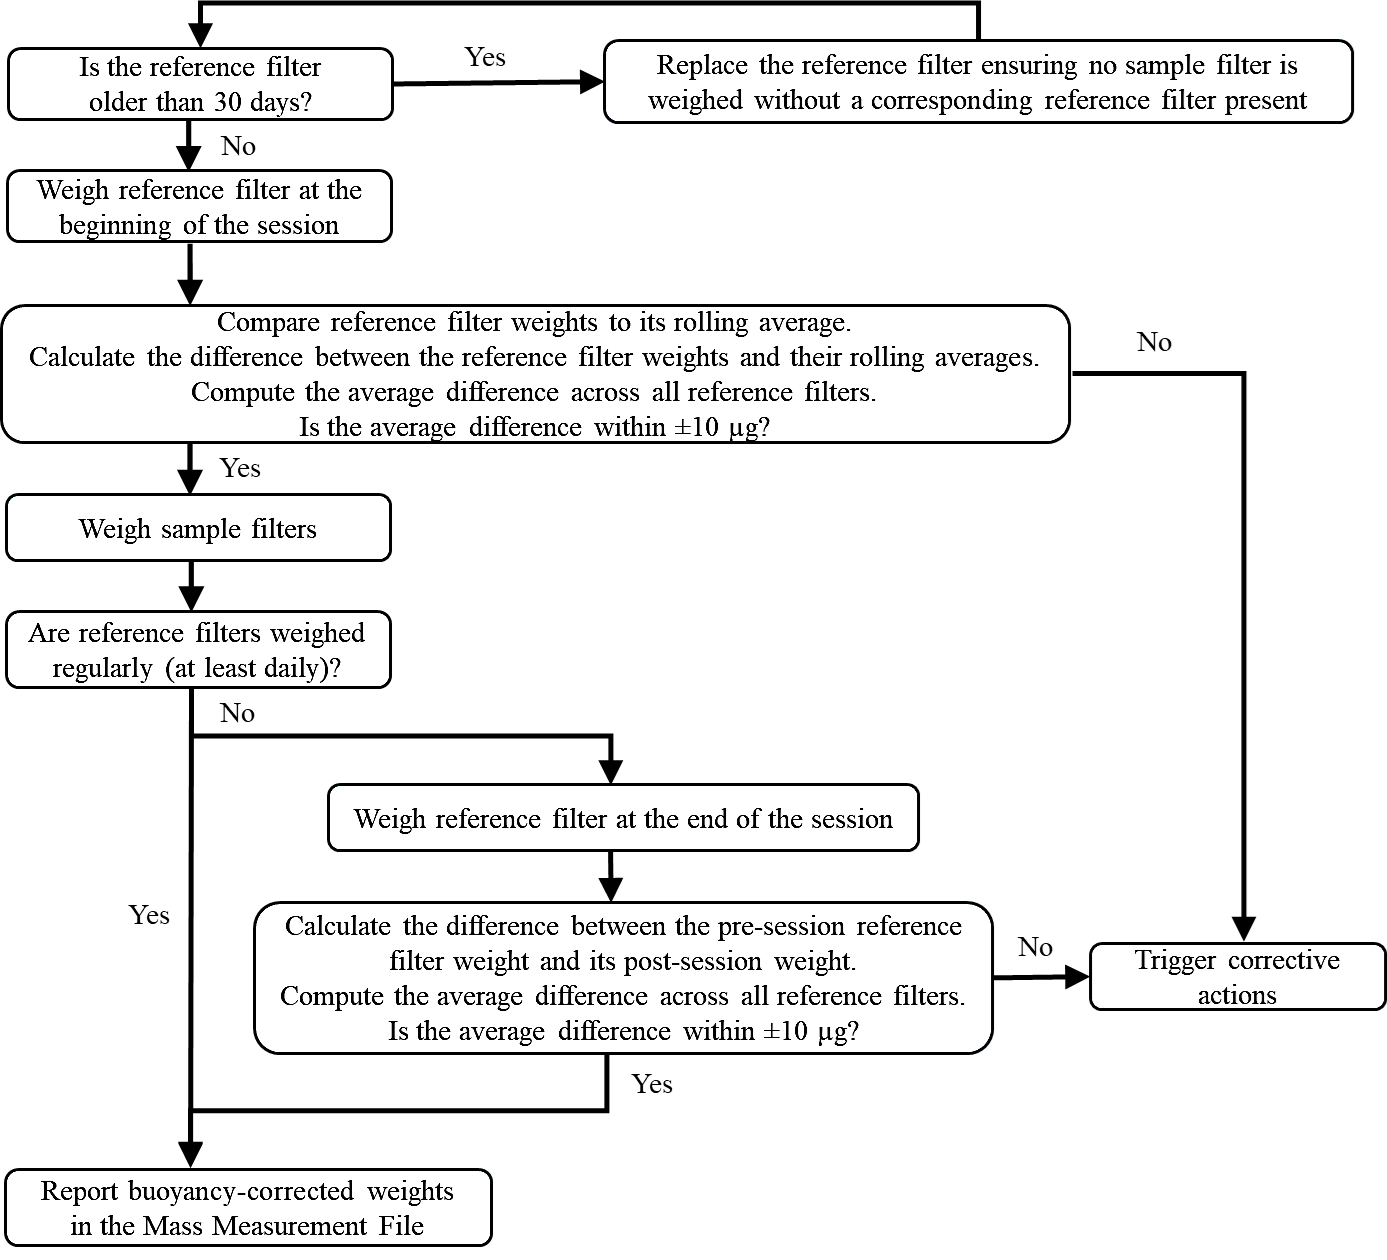 Is the reference filter
older than 30 days?
Yes
Replace the reference filter ensuring no sample filter is
weighed without a corresponding reference filter present
No
Weigh reference filter at the
beginning of the session
Compare reference filter weights to its rolling average.
Calculate the difference between the reference filter weights and their rolling averages.
Compute the average difference across all reference filters.
Is the average difference within ±10 µg?
No
Yes
Weigh sample filters
Are reference filters weighed
regularly (at least daily)?
No
Weigh reference filter at the end of the session
Yes
Calculate the difference between the pre-session reference
filter weight and its post-session weight.
Compute the average difference across all reference filters.
Is the average difference within ±10 µg?
No
Trigger corrective
actions
Yes
Report buoyancy-corrected weights
in the Mass Measurement File